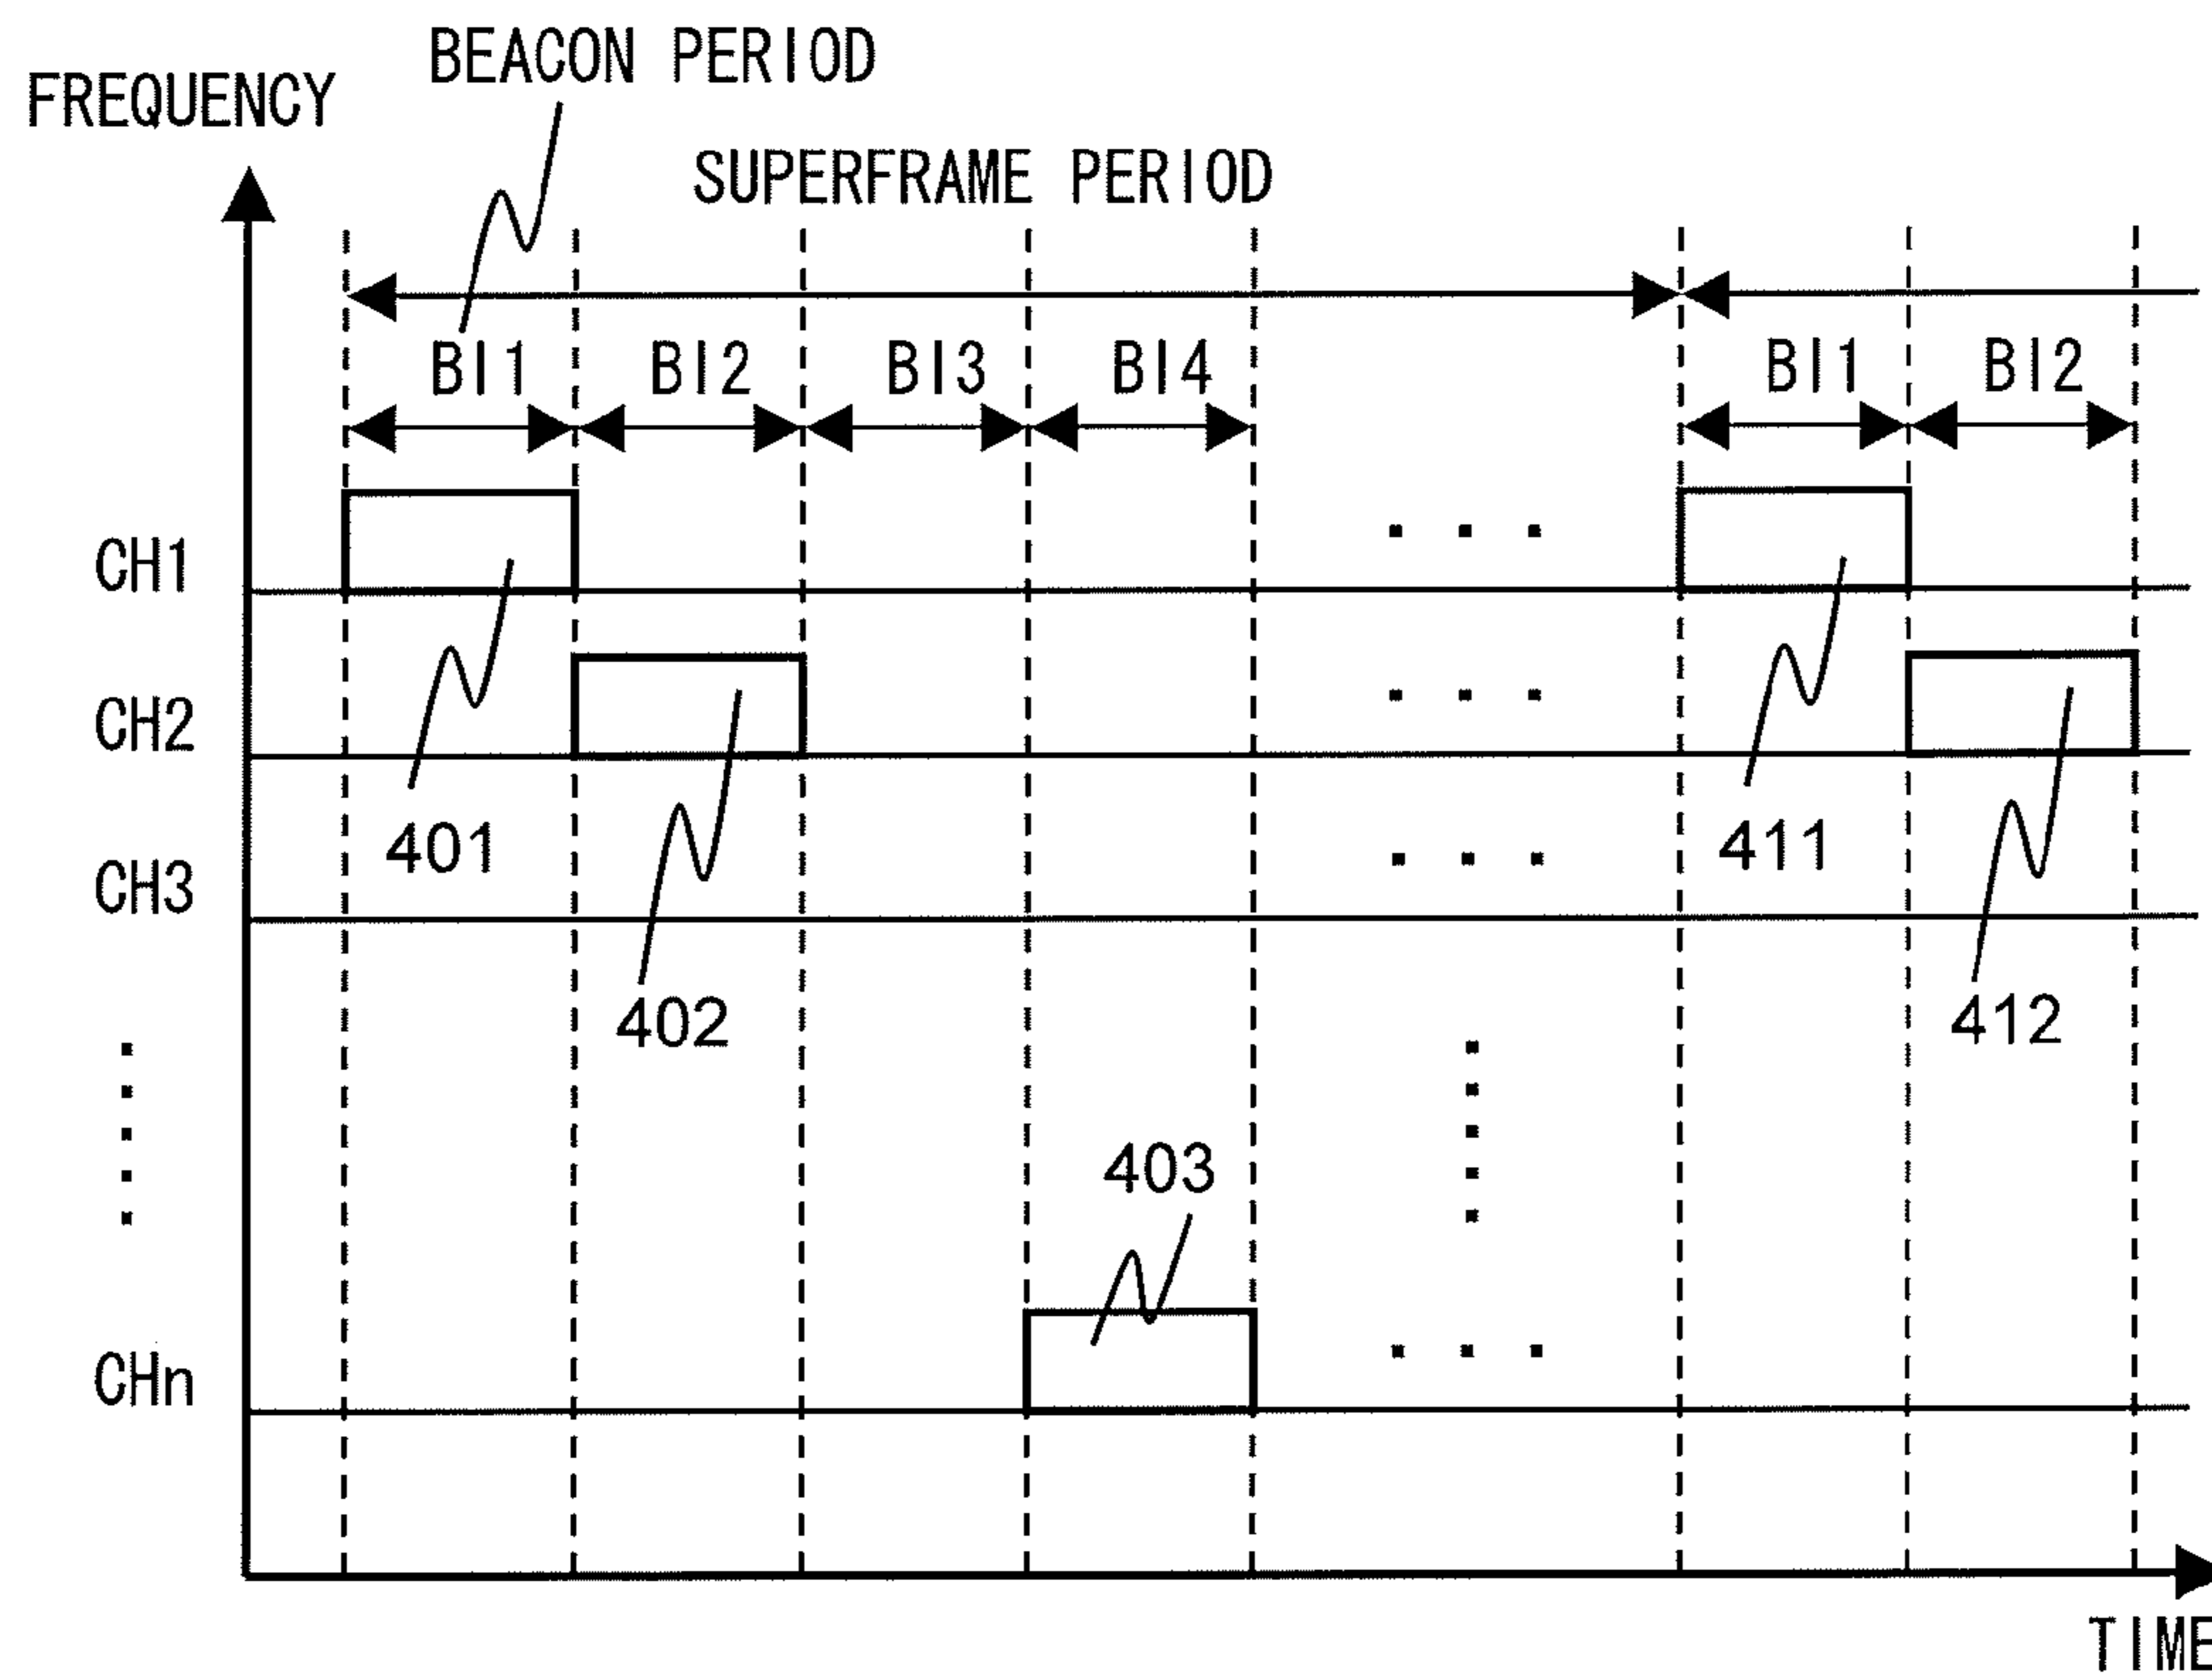 BEACON PERIOD
FREQUENCY
SUPERFRAME PERIOD
BI1 BI2 BI3 BI4 BI1 BI2
CH1
CH2
401 411
CH3
402 412
403
CHn
TIME